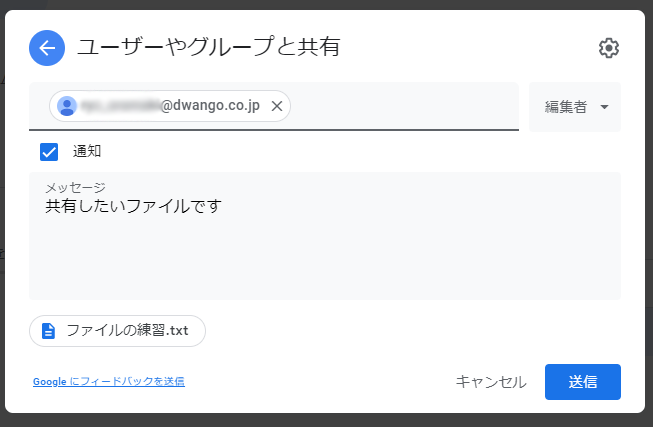 ユーザーやグループと共有
@dwango.co.jp
編集者
通知
メッセージ
共有したいファイルです
ファイルの練習.txt
Google にフィードバックを送信
キャンセル
送信